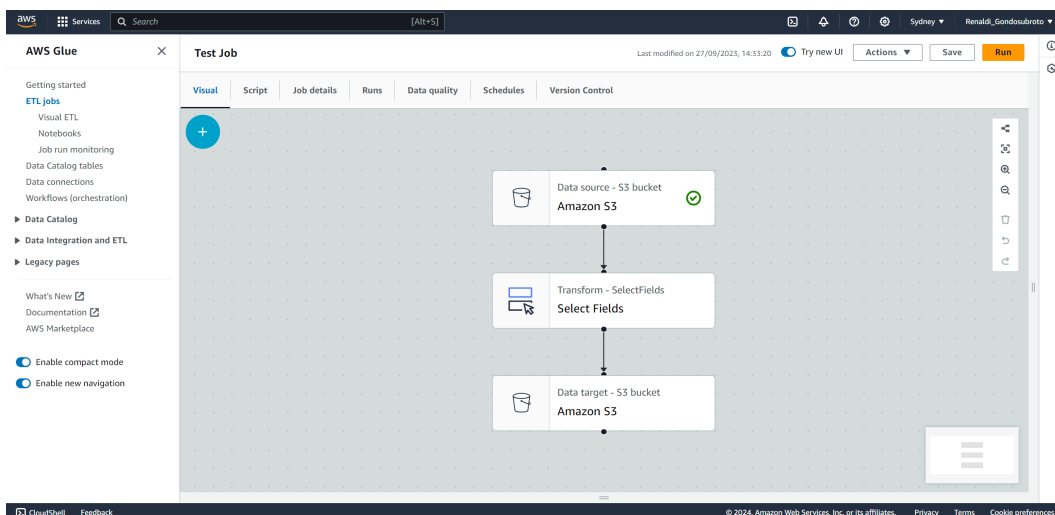 aws
Services
Search
[Alt+S]
Sydney
Renaldi_Gondosubroto
AWS Glue
Getting started
ETL jobs
Visual ETL
Notebooks
Job run monitoring
Data Catalog tables
Data connections
Workflows (orchestration)
Data Catalog
Data Integration and ETL
Legacy pages
What's New
Documentation
AWS Marketplace
Enable compact mode
Enable new navigation
Test Job
Last modified on 27/09/2023, 14:33:20
Try new UI
Actions
Save
Run
Visual
Script
Job details
Runs
Data quality
Schedules
Version Control
Data source - S3 bucket
Amazon S3
Transform - SelectFields
Select Fields
Data target - S3 bucket
Amazon S3
CloudShell
Feedback
© 2024, Amazon Web Services, Inc. or its affiliates.
Privacy
Terms
Cookie preferences